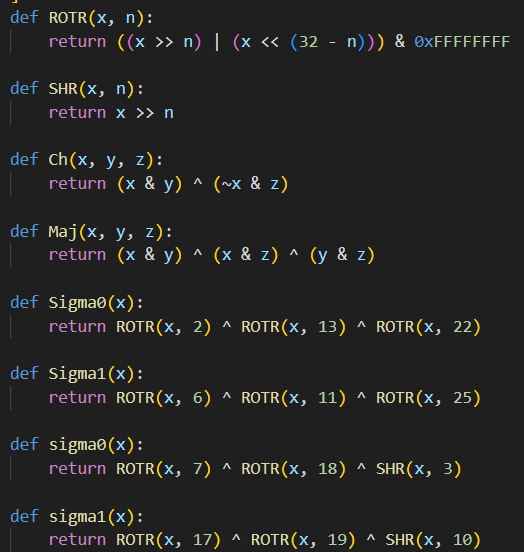 ]
def ROTR(x, n):
    return ((x >> n) | (x << (32 - n))) & 0xFFFFFFFF
def SHR(x, n):
    return x >> n
def Ch(x, y, z):
    return (x & y) ^ (~x & z)
def Maj(x, y, z):
    return (x & y) ^ (x & z) ^ (y & z)
def Sigma0(x):
    return ROTR(x, 2) ^ ROTR(x, 13) ^ ROTR(x, 22)
def Sigma1(x):
    return ROTR(x, 6) ^ ROTR(x, 11) ^ ROTR(x, 25)
def sigma0(x):
    return ROTR(x, 7) ^ ROTR(x, 18) ^ SHR(x, 3)
def sigma1(x):
    return ROTR(x, 17) ^ ROTR(x, 19) ^ SHR(x, 10)